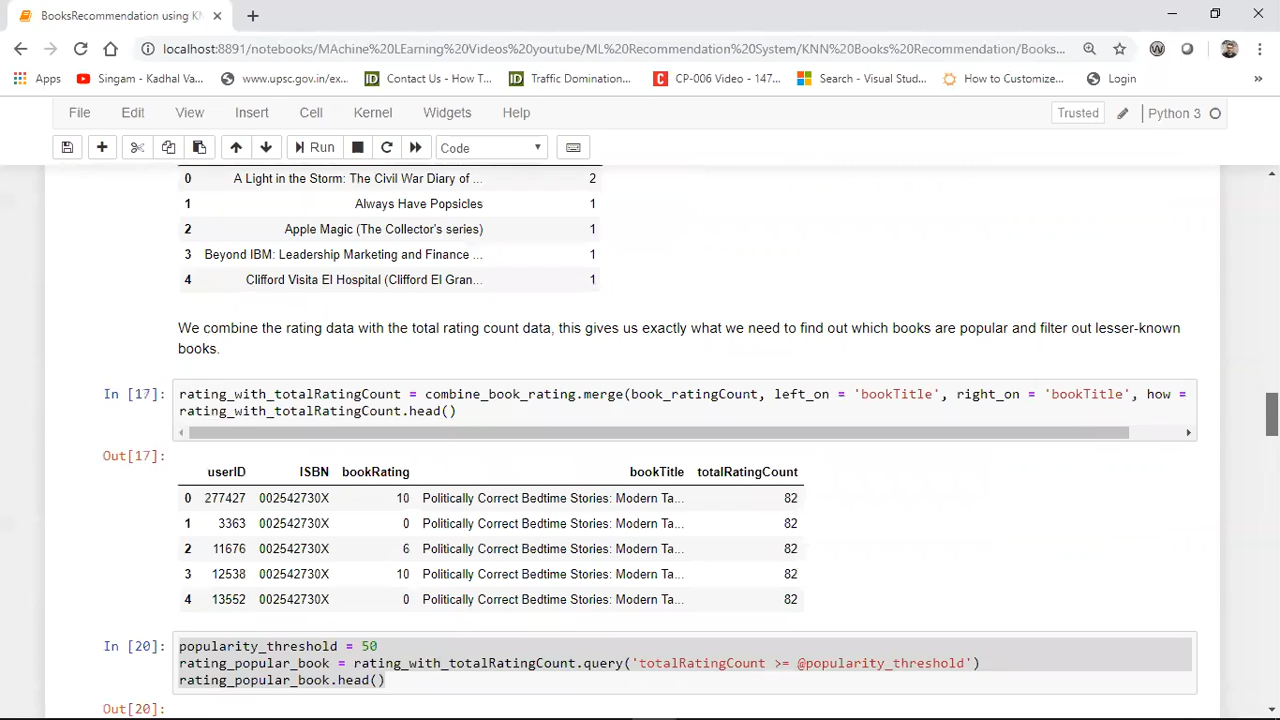 BooksRecommendation using KN
localhost:8891/notebooks/MAchine%20LEarning%20Videos%20youtube/ML%20Recommendation%20System/KNN%20Books%20Recommendation/Books...
Apps Singam - Kadhal Va... www.upsc.gov.in/ex... Contact Us - How T... Traffic Domination... CP-006 Video - 147... Search - Visual Stud... How to Customize... Login »
File Edit View Insert Cell Kernel Widgets Help Trusted Python 3
Run Code
0 A Light in the Storm: The Civil War Diary of ... 2
1 Always Have Popsicles 1
2 Apple Magic (The Collector's series) 1
3 Beyond IBM: Leadership Marketing and Finance ... 1
4 Clifford Visita El Hospital (Clifford El Gran... 1
We combine the rating data with the total rating count data, this gives us exactly what we need to find out which books are popular and filter out lesser-known
books.
In [17]: rating_with_totalRatingCount = combine_book_rating.merge(book_ratingCount, left_on = 'bookTitle', right_on = 'bookTitle', how =
rating_with_totalRatingCount.head()
Out[17]:
userID ISBN bookRating bookTitle totalRatingCount
0 277427 002542730X 10 Politically Correct Bedtime Stories: Modern Ta... 82
1 3363 002542730X 0 Politically Correct Bedtime Stories: Modern Ta... 82
2 11676 002542730X 6 Politically Correct Bedtime Stories: Modern Ta... 82
3 12538 002542730X 10 Politically Correct Bedtime Stories: Modern Ta... 82
4 13552 002542730X 0 Politically Correct Bedtime Stories: Modern Ta... 82
In [20]: popularity_threshold = 50
rating_popular_book = rating_with_totalRatingCount.query('totalRatingCount >= @popularity_threshold')
rating_popular_book.head()
Out[20]: